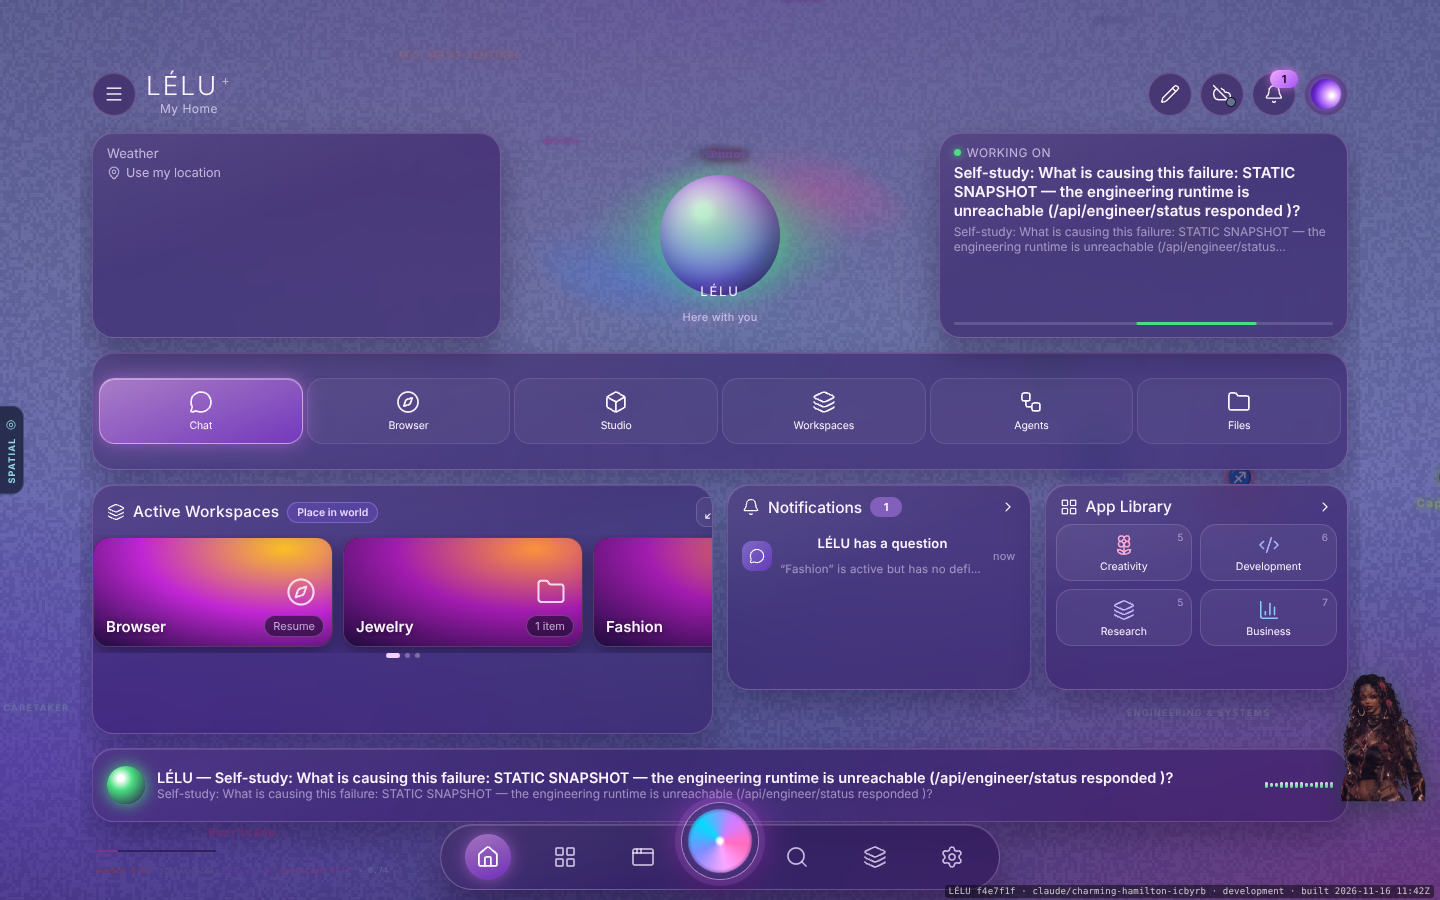 LÉLU +
My Home
1
Weather
Use my location
LÉLU
Here with you
WORKING ON
Self-study: What is causing this failure: STATIC
SNAPSHOT — the engineering runtime is
unreachable (/api/engineer/status responded )?
Self-study: What is causing this failure: STATIC SNAPSHOT — the
engineering runtime is unreachable (/api/engineer/status...
Chat
Browser
Studio
Workspaces
Agents
Files
SPATIAL
Active Workspaces
Place in world
Browser
Resume
Jewelry
1 item
Fashion
Notifications
1
LÉLU has a question
now
“Fashion” is active but has no defi...
App Library
5
Creativity
6
Development
5
Research
7
Business
CARETAKER
ENGINEERING & SYSTEMS
LÉLU — Self-study: What is causing this failure: STATIC SNAPSHOT — the engineering runtime is unreachable (/api/engineer/status responded )?
Self-study: What is causing this failure: STATIC SNAPSHOT — the engineering runtime is unreachable (/api/engineer/status responded )?
LÉLU f4e7f1f · claude/charming-hamilton-icbyrb · development · built 2026-11-16 11:42Z